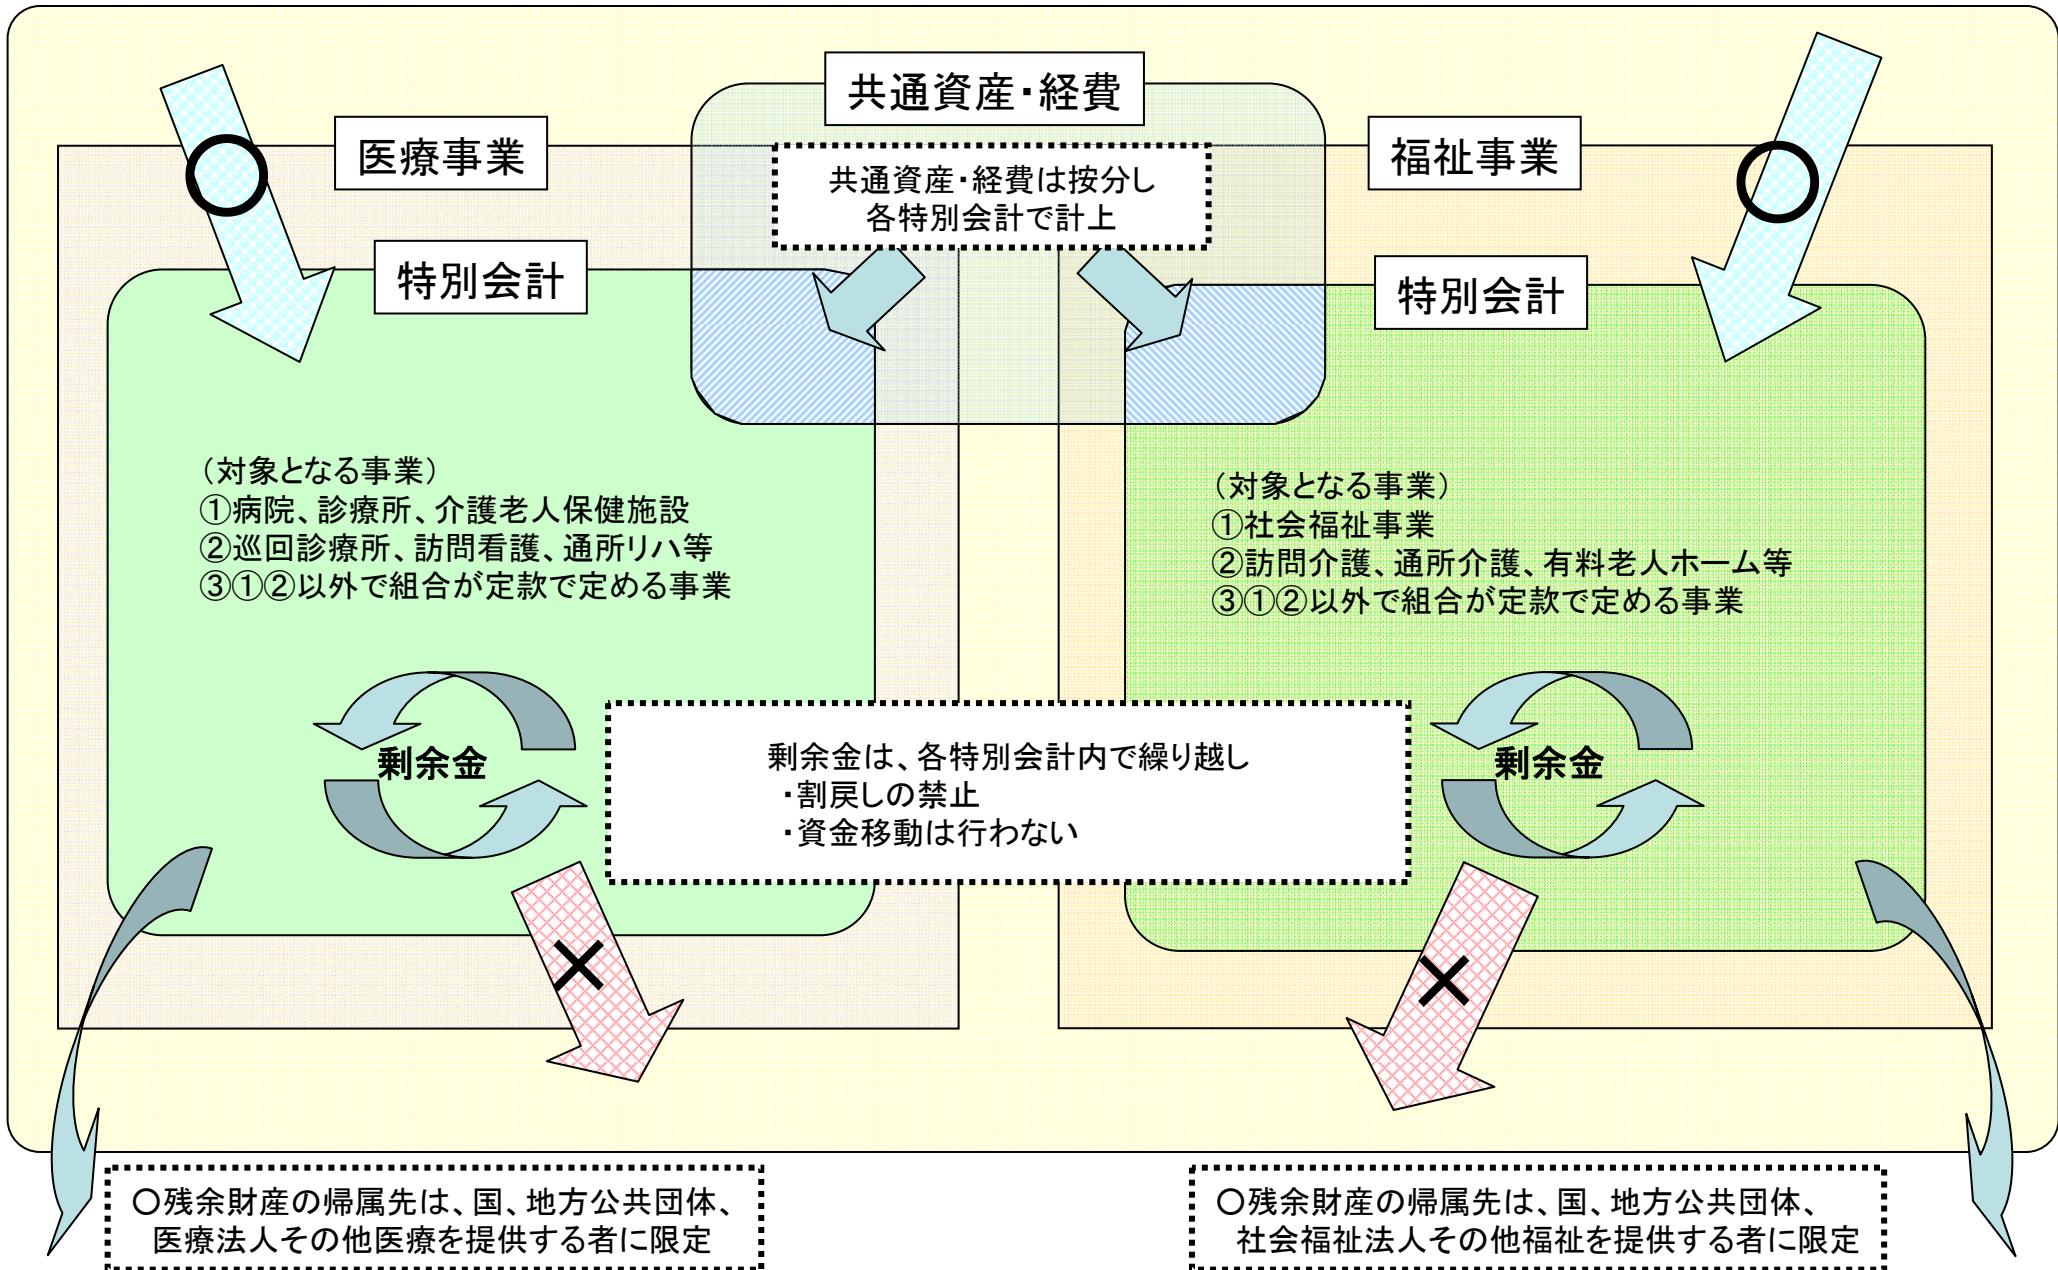 共通資産・経費
医療事業
福祉事業
共通資産・経費は按分し
各特別会計で計上
特別会計
特別会計
（対象となる事業）
①病院、診療所、介護老人保健施設
②巡回診療所、訪問看護、通所リハ等
③①②以外で組合が定款で定める事業
（対象となる事業）
①社会福祉事業
②訪問介護、通所介護、有料老人ホーム等
③①②以外で組合が定款で定める事業
剰余金
剰余金は、各特別会計内で繰り越し
・割戻しの禁止
・資金移動は行わない
剰余金
○残余財産の帰属先は、国、地方公共団体、
医療法人その他医療を提供する者に限定
○残余財産の帰属先は、国、地方公共団体、
社会福祉法人その他福祉を提供する者に限定